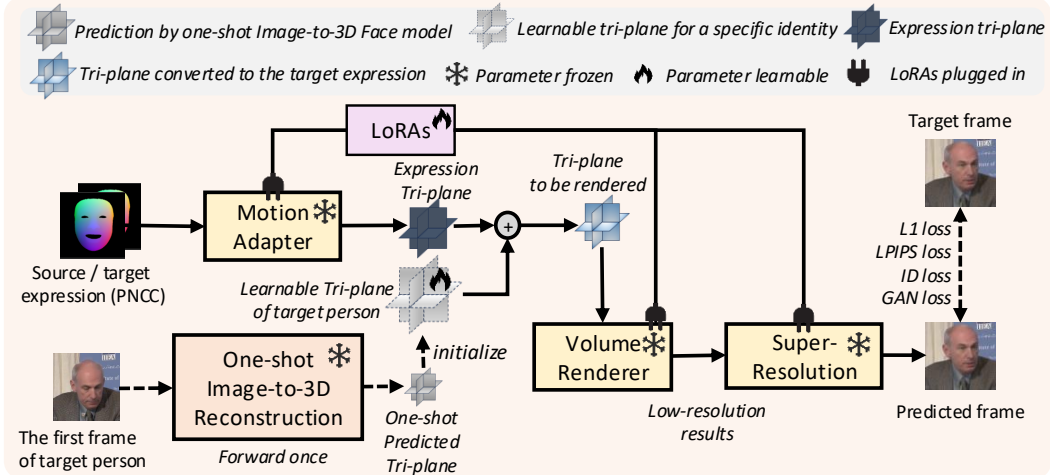 Prediction by one-shot Image-to-3D Face model
Learnable tri-plane for a specific identity
Expression tri-plane
Tri-plane converted to the target expression
Parameter frozen
Parameter learnable
LoRAs plugged in
LoRAs
Target frame
Expression
Tri-Plane
Tri-plane
to be rendered
Motion
Adapter
+
Source / target
expression (PNCC)
L1 loss
LPIPS loss
ID loss
GAN loss
Learnable Tri-plane
of target person
initialize
One-shot
Image-to-3D
Reconstruction
Volume
Renderer
Super-
Resolution
Low-resolution
results
Predicted frame
One-shot
Predicted
Tri-plane
The first frame
of target person
Forward once